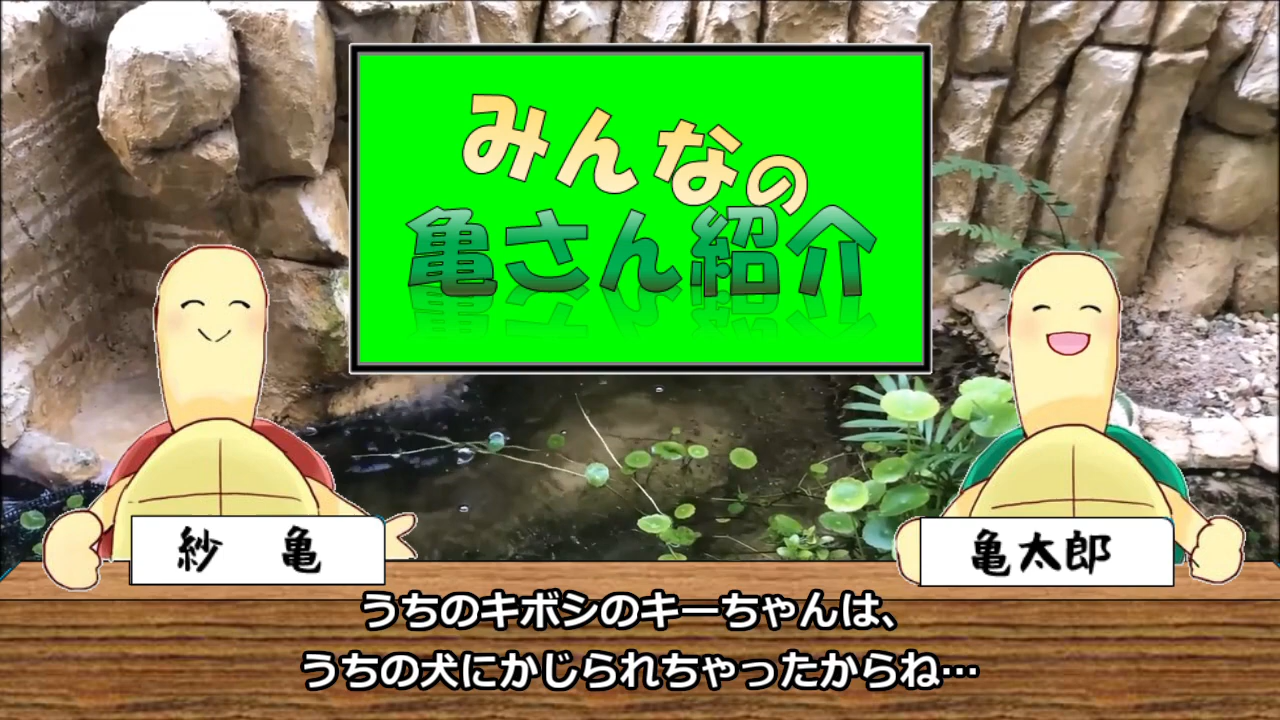 みんなの
亀さん紹介
紗 亀
亀太郎
うちのキボシのキーちゃんは、
うちの犬にかじられちゃったからね…